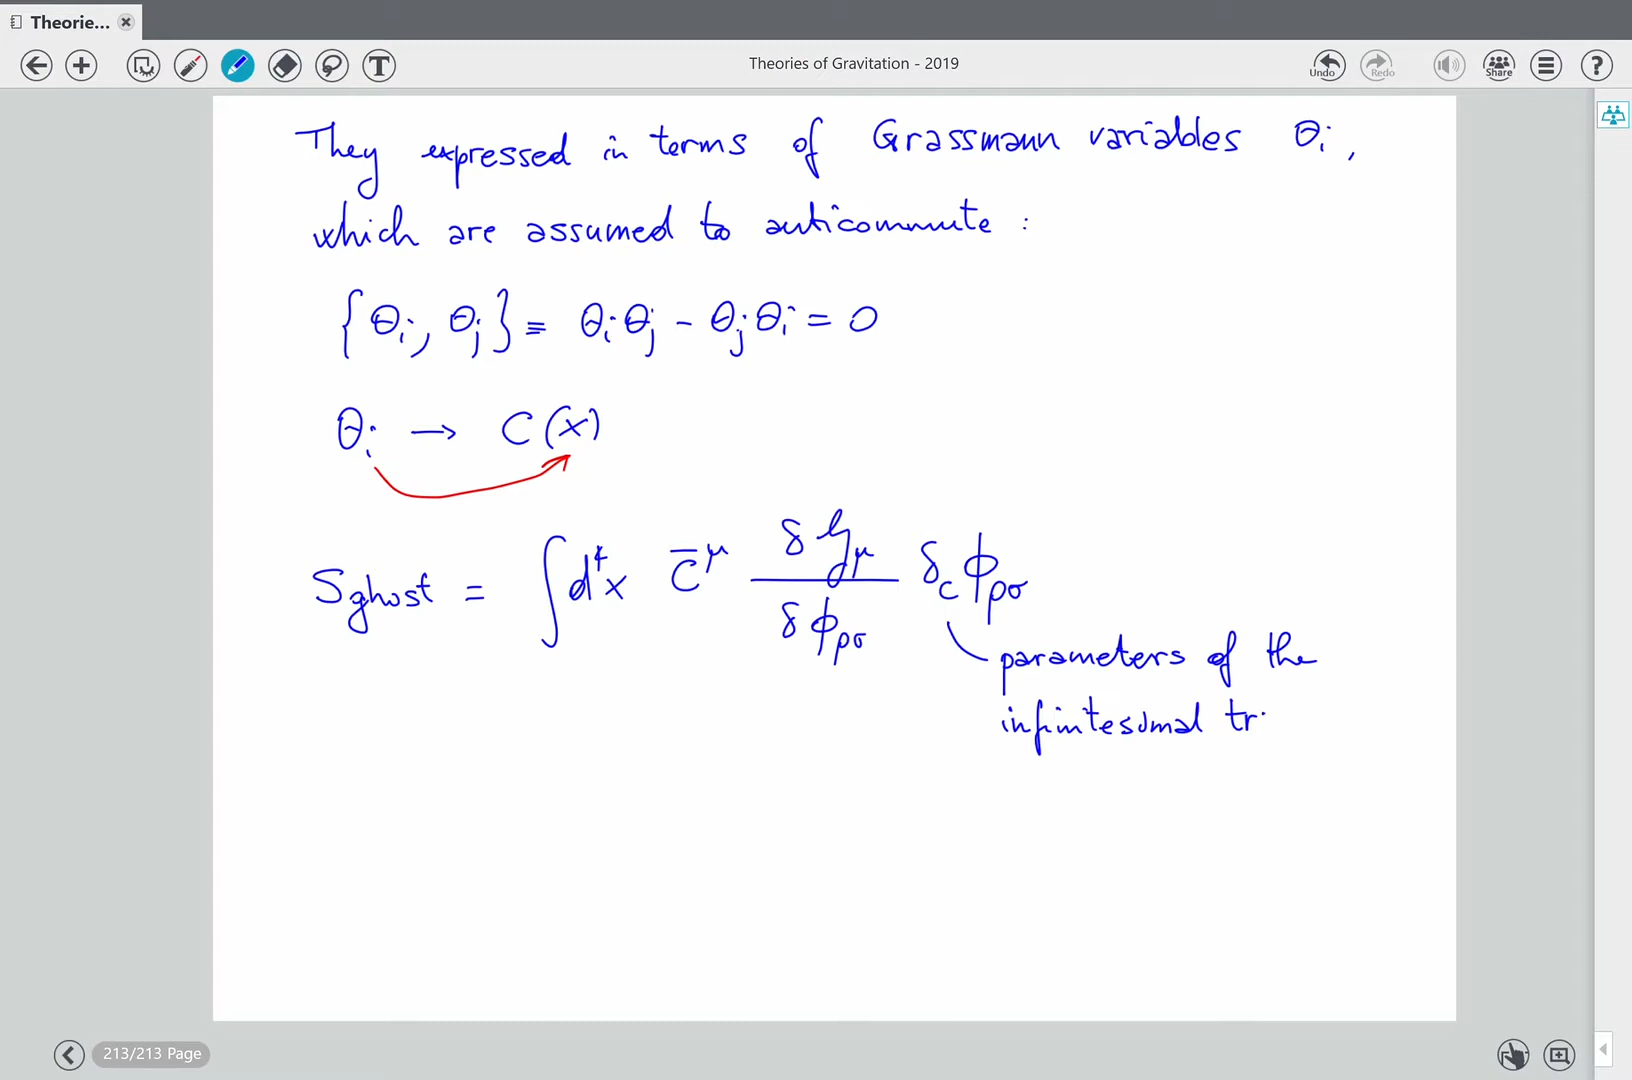 Theorie...
Theories of Gravitation - 2019
Undo
Redo
Share
They expressed in terms of Grassmann variables θi,
which are assumed to anticommute :
{θi, θj} ≡ θiθj - θjθi = 0
θi → C(x)
Sghost = ∫d⁴x C̄^μ δG_μ/δϕ_ρσ δ_c ϕ_ρσ
parameters of the
infinitesimal tr.
213/213 Page